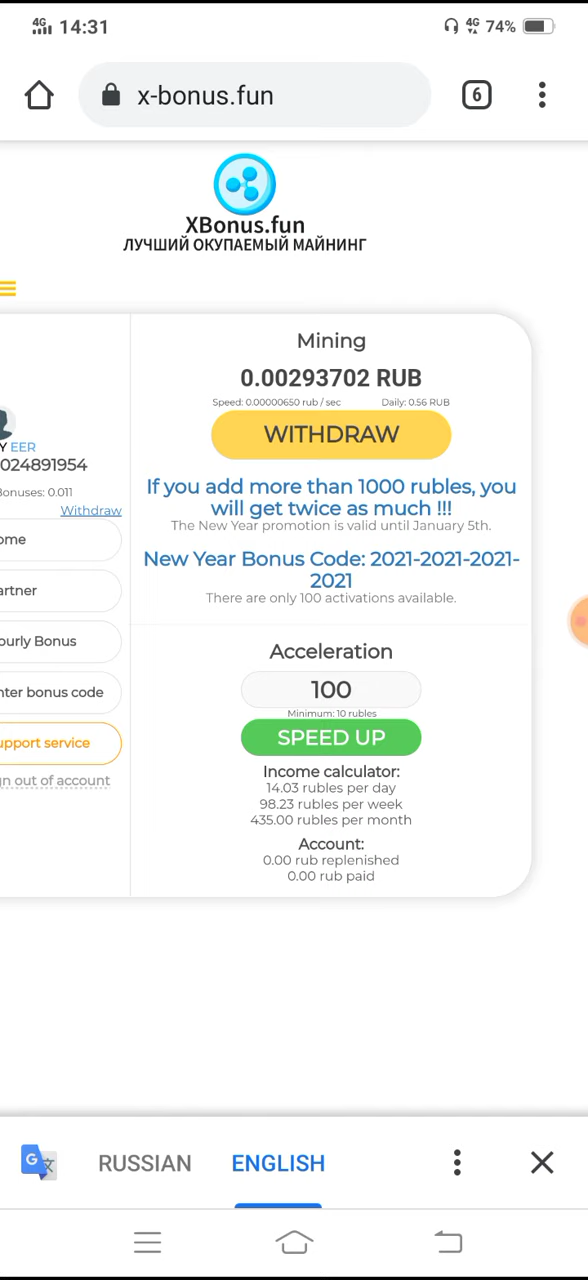 4G 14:31 4G 74%
x-bonus.fun 6
XBonus.fun
ЛУЧШИЙ ОКУПАЕМЫЙ МАЙНИНГ
Y EER
024891954
Bonuses: 0.011
Withdraw
ome
artner
ourly Bonus
nter bonus code
upport service
gn out of account
Mining
0.00293702 RUB
Speed: 0.00000650 rub / sec Daily: 0.56 RUB
WITHDRAW
If you add more than 1000 rubles, you
will get twice as much !!!
The New Year promotion is valid until January 5th.
New Year Bonus Code: 2021-2021-2021-
2021
There are only 100 activations available.
Acceleration
100
Minimum: 10 rubles
SPEED UP
Income calculator:
14.03 rubles per day
98.23 rubles per week
435.00 rubles per month
Account:
0.00 rub replenished
0.00 rub paid
G 文 RUSSIAN ENGLISH